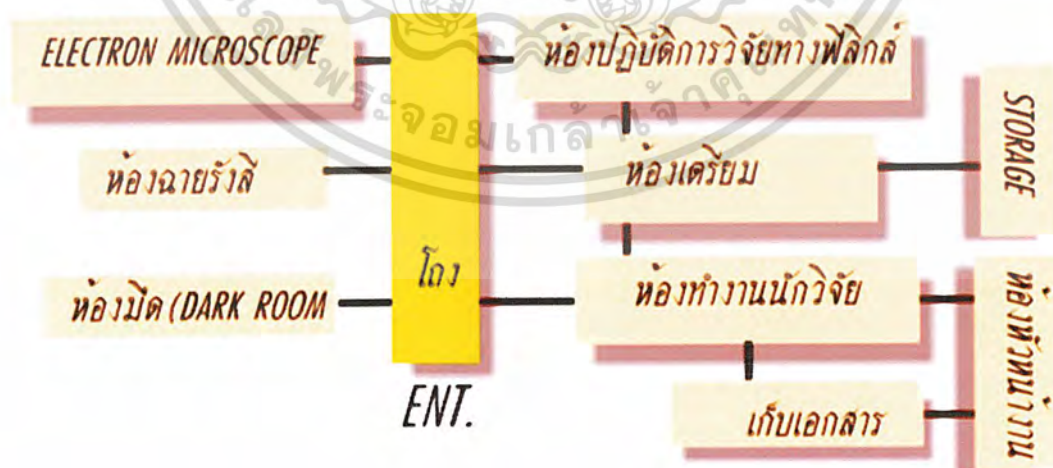 ELECTRON MICROSCOPE
ห้องปฏิบัติการวิจัยทางฟิสิกส์
STORAGE
ห้องฉายรังสี
ห้องเตรียม
โถง
ห้องมืด (DARK ROOM
ห้องทำงานนักวิจัย
ห้องหัวหน้างาน
ENT.
เก็บเอกสาร